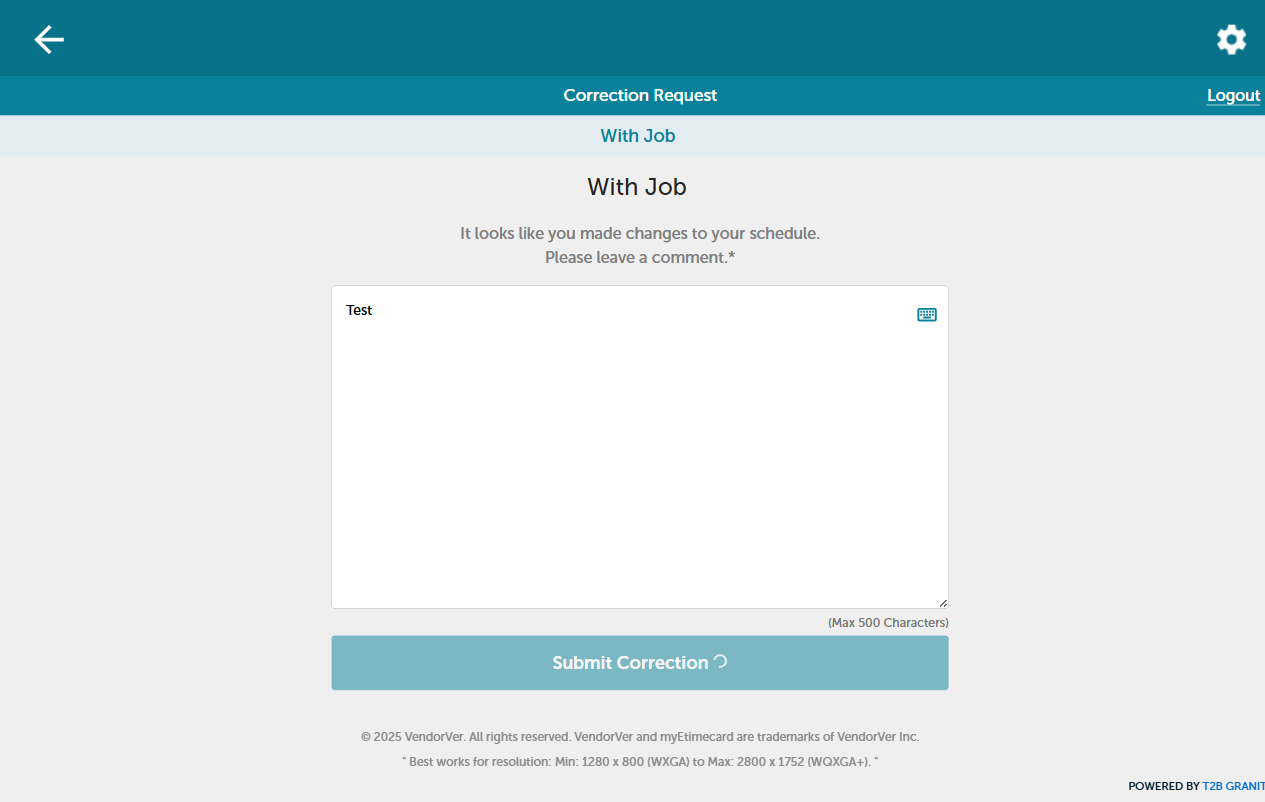 Correction Request
Logout
With Job
With Job
It looks like you made changes to your schedule.
Please leave a comment.*
Test
(Max 500 Characters)
Submit Correction
© 2025 VendorVer. All rights reserved. VendorVer and myEtimecard are trademarks of VendorVer Inc.
" Best works for resolution: Min: 1280 x 800 (WXGA) to Max: 2800 x 1752 (WQXGA+). "
POWERED BY T2B GRANIT